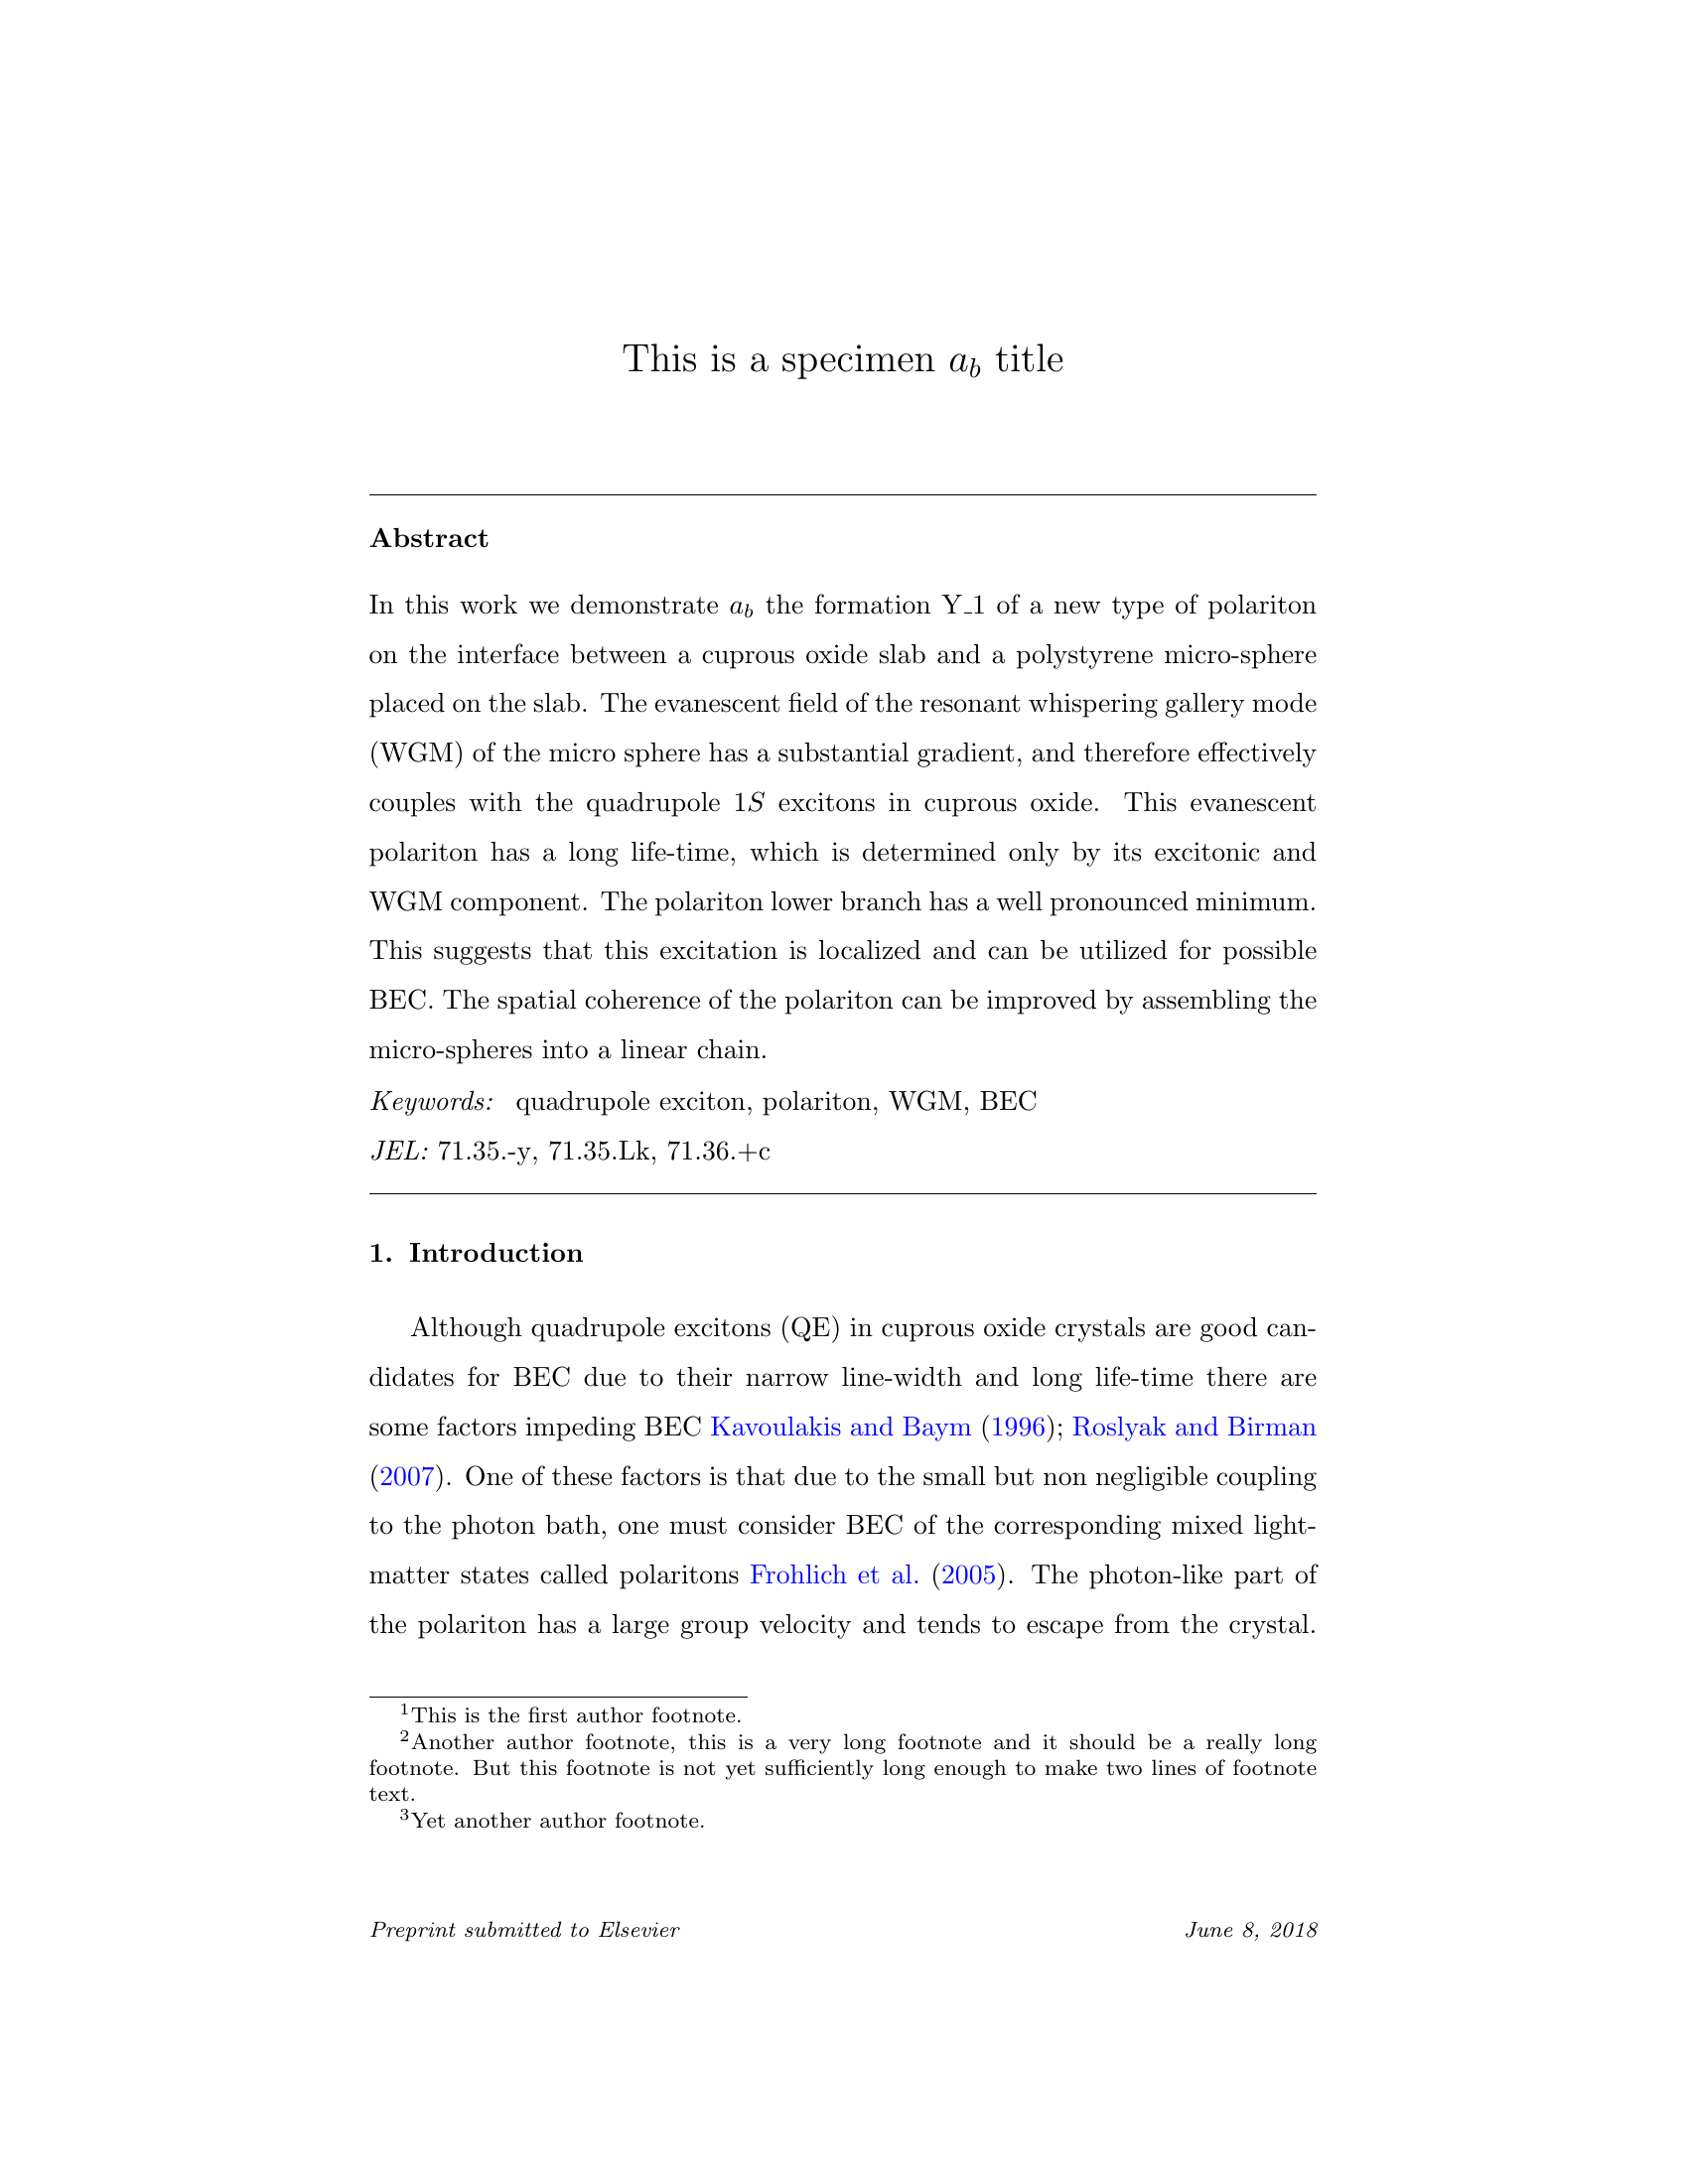 This is a specimen a_b title
Abstract
In this work we demonstrate a_b the formation Y_1 of a new type of polariton
on the interface between a cuprous oxide slab and a polystyrene micro-sphere
placed on the slab. The evanescent field of the resonant whispering gallery mode
(WGM) of the micro sphere has a substantial gradient, and therefore effectively
couples with the quadrupole 1S excitons in cuprous oxide. This evanescent
polariton has a long life-time, which is determined only by its excitonic and
WGM component. The polariton lower branch has a well pronounced minimum.
This suggests that this excitation is localized and can be utilized for possible
BEC. The spatial coherence of the polariton can be improved by assembling the
micro-spheres into a linear chain.
Keywords: quadrupole exciton, polariton, WGM, BEC
JEL: 71.35.-y, 71.35.Lk, 71.36.+c
1. Introduction
Although quadrupole excitons (QE) in cuprous oxide crystals are good can-
didates for BEC due to their narrow line-width and long life-time there are
some factors impeding BEC Kavoulakis and Baym (1996); Roslyak and Birman
(2007). One of these factors is that due to the small but non negligible coupling
to the photon bath, one must consider BEC of the corresponding mixed light-
matter states called polaritons Frohlich et al. (2005). The photon-like part of
the polariton has a large group velocity and tends to escape from the crystal.
1This is the first author footnote.
2Another author footnote, this is a very long footnote and it should be a really long
footnote. But this footnote is not yet sufficiently long enough to make two lines of footnote
text.
3Yet another author footnote.
Preprint submitted to Elsevier June 8, 2018